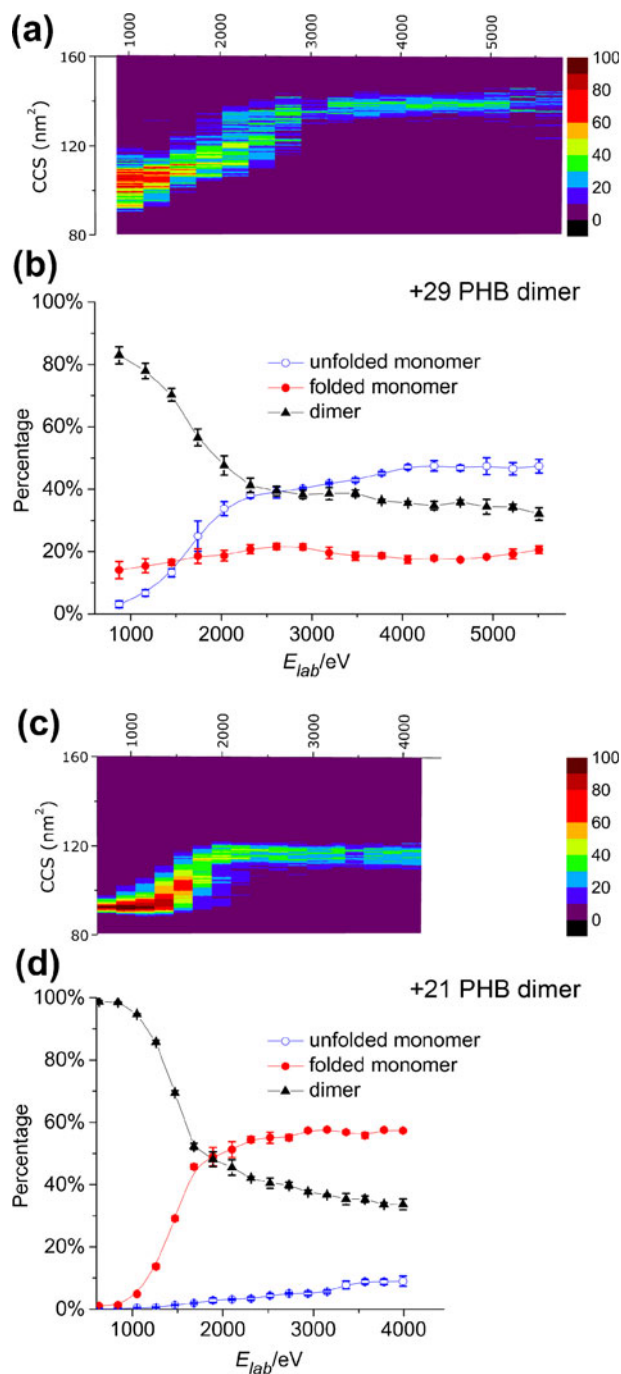 (a)
1000 2000 3000 4000 5000
160
120
80
CCS (nm²)
100
80
60
40
20
0
(b)
+29 PHB dimer
100%
80%
60%
40%
20%
0%
Percentage
unfolded monomer
folded monomer
dimer
1000 2000 3000 4000 5000
E_lab/eV
(c)
1000 2000 3000 4000
160
120
80
CCS (nm²)
100
80
60
40
20
0
(d)
+21 PHB dimer
100%
80%
60%
40%
20%
0%
Percentage
unfolded monomer
folded monomer
dimer
1000 2000 3000 4000
E_lab/eV